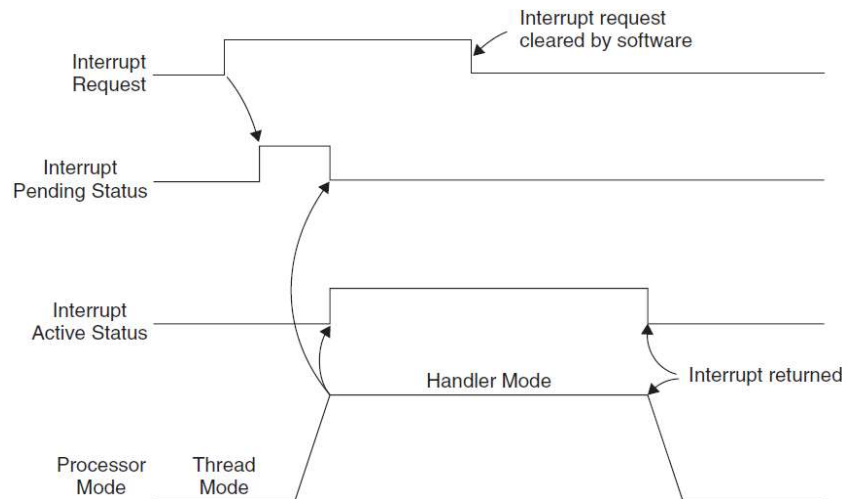 Interrupt request
cleared by software
Interrupt
Request
Interrupt
Pending Status
Interrupt
Active Status
Handler Mode
Interrupt returned
Processor
Mode
Thread
Mode